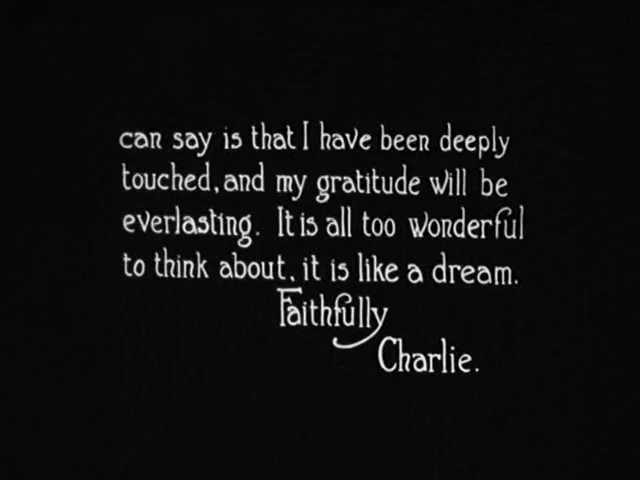 can say is that I have been deeply
touched, and my gratitude will be
everlasting. It is all too wonderful
to think about, it is like a dream.
Faithfully
Charlie.